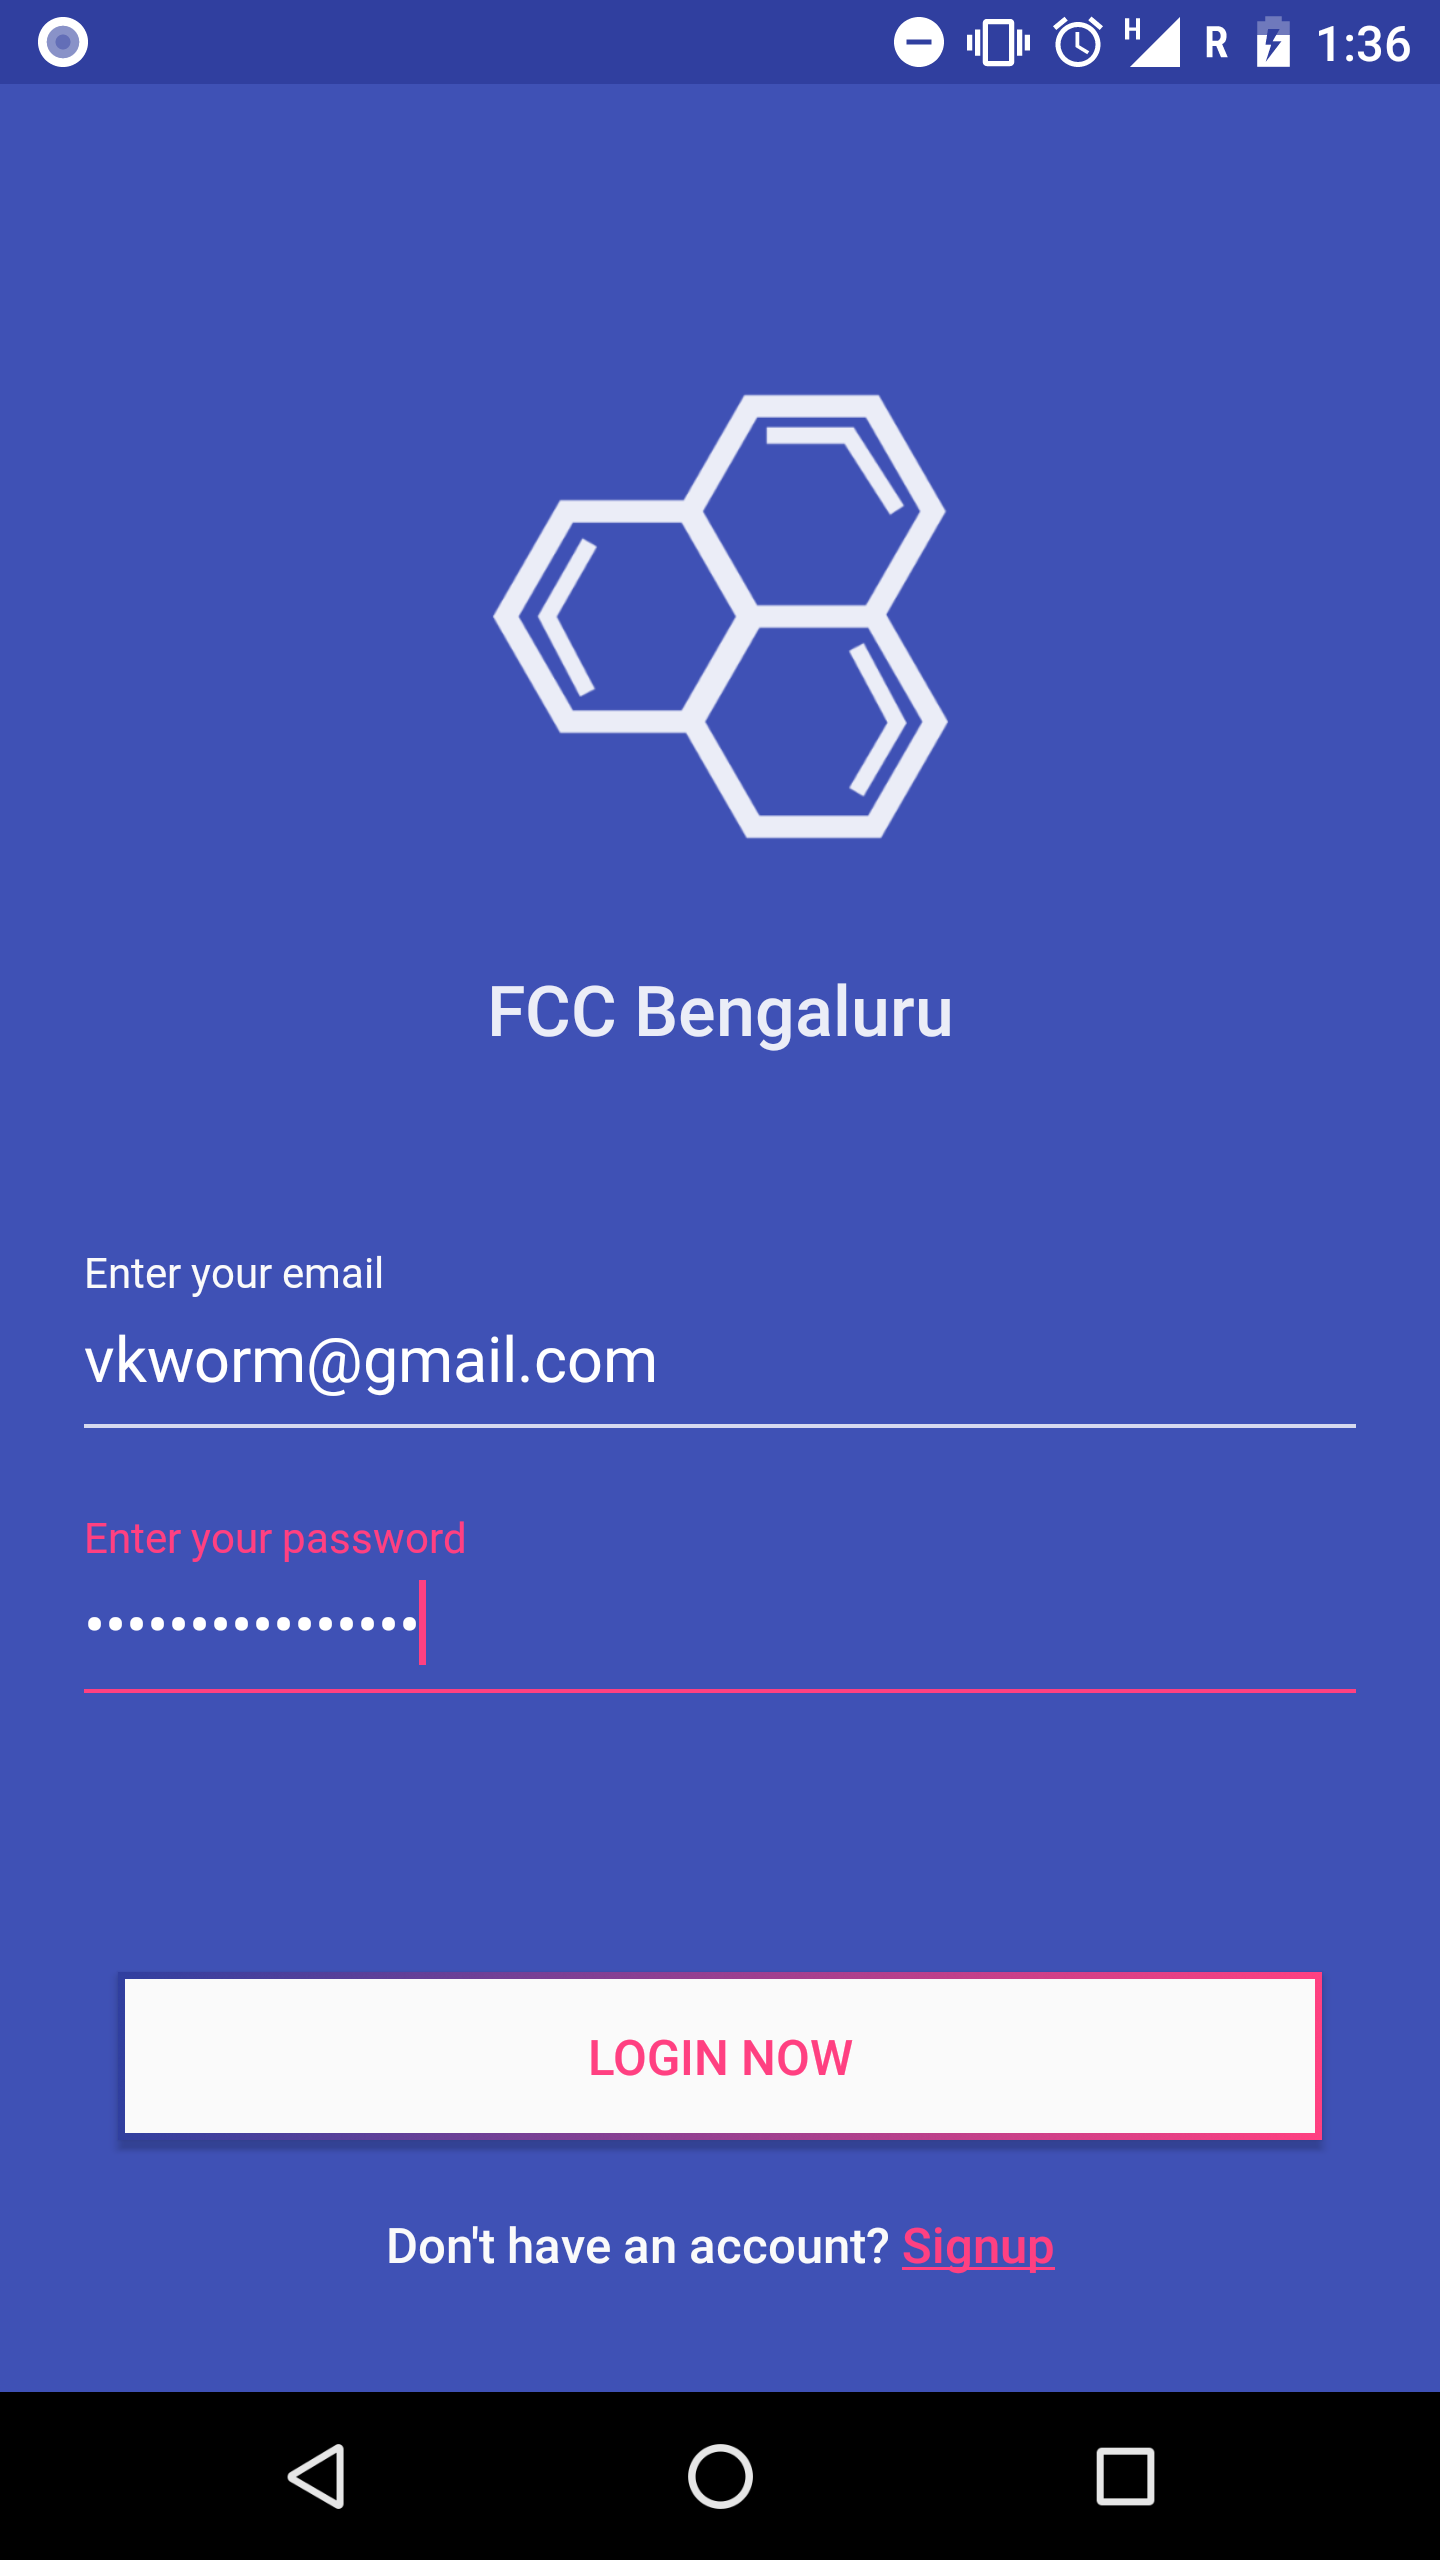 H R 1:36
FCC Bengaluru
Enter your email
vkworm@gmail.com
Enter your password
••••••••••••••••
LOGIN NOW
Don't have an account? Signup